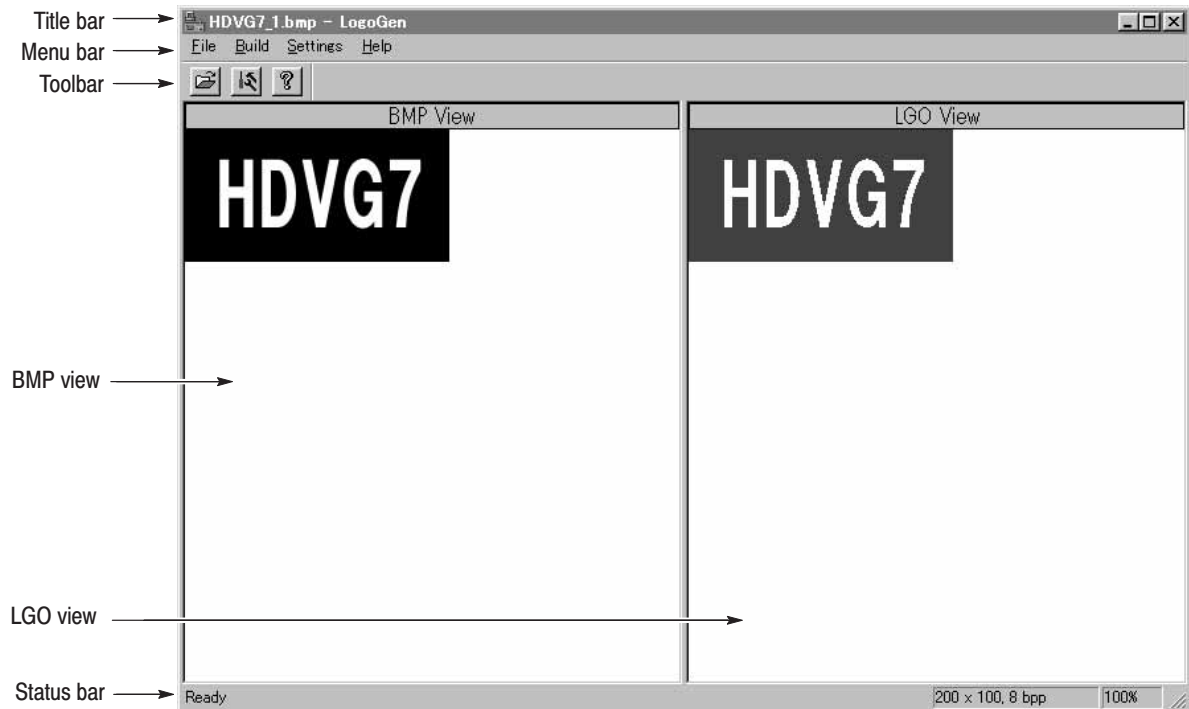 Title bar
HDVG7_1.bmp - LogoGen
Menu bar
File Build Settings Help
Toolbar
BMP View
LGO View
HDVG7
HDVG7
BMP view
LGO view
Status bar
Ready
200 x 100, 8 bpp
100%